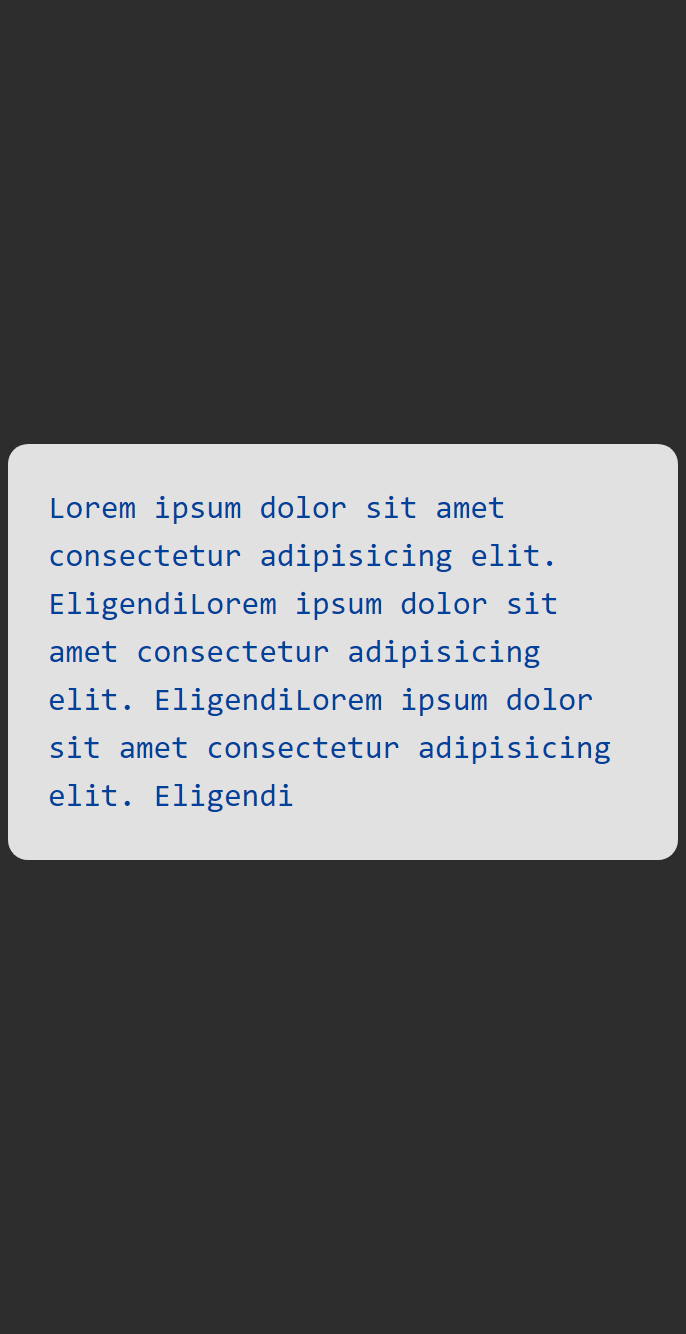 Lorem ipsum dolor sit amet
consectetur adipisicing elit.
EligendiLorem ipsum dolor sit
amet consectetur adipisicing
elit. EligendiLorem ipsum dolor
sit amet consectetur adipisicing
elit. Eligendi